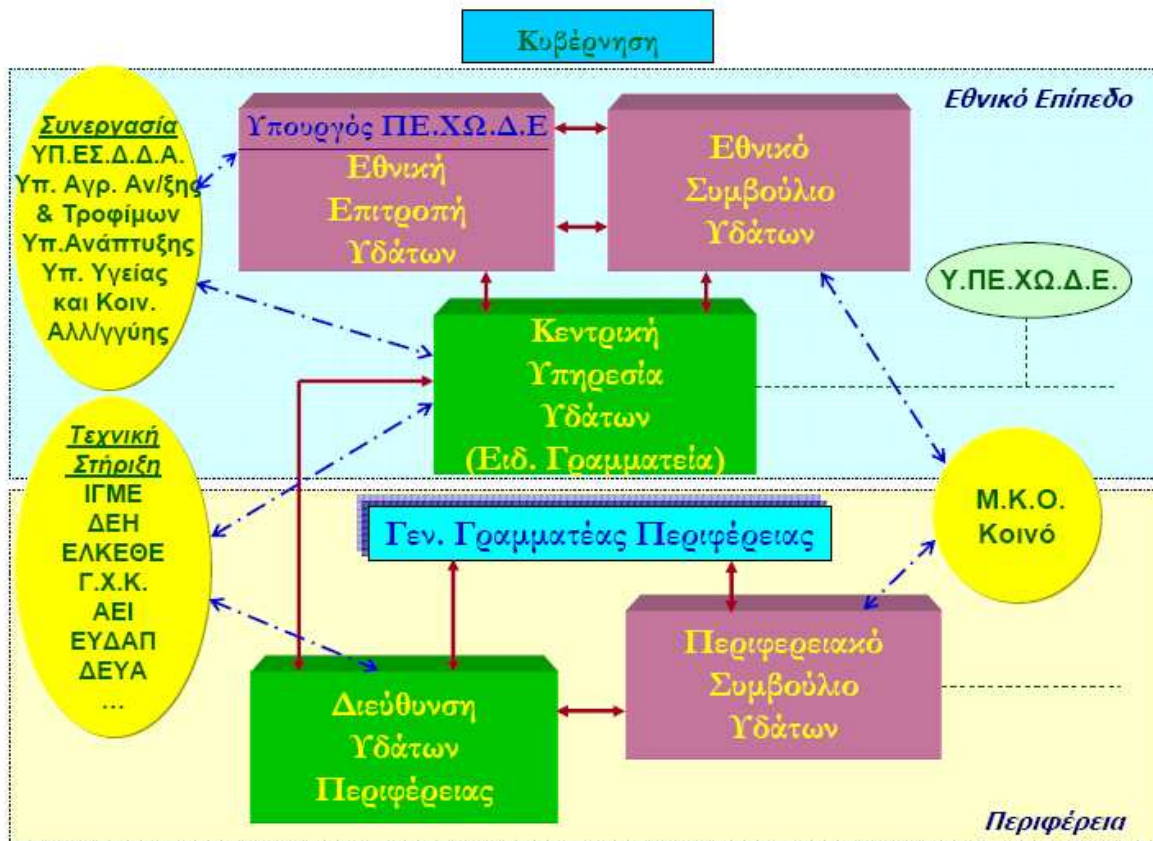 Κυβέρνηση
Εθνικό Επίπεδο
Συνεργασία
ΥΠ.ΕΣ.Δ.Δ.Α.
Υπ. Αγρ. Αν/ξης
& Τροφίμων
Υπ.Ανάπτυξης
Υπ. Υγείας
και Κοιν.
Αλλ/γγύης
Υπουργός ΠΕ.ΧΩ.Δ.Ε
Εθνική
Επιτροπή
Υδάτων
Εθνικό
Συμβούλιο
Υδάτων
Υ.ΠΕ.ΧΩ.Δ.Ε.
Κεντρική
Υπηρεσία
Υδάτων
(Ειδ. Γραμματεία)
Τεχνική
Στήριξη
ΙΓΜΕ
ΔΕΗ
ΕΛΚΕΘΕ
Γ.Χ.Κ.
ΑΕΙ
ΕΥΔΑΠ
ΔΕΥΑ
...
Μ.Κ.Ο.
Κοινό
Γεν. Γραμματέας Περιφέρειας
Περιφερειακό
Συμβούλιο
Υδάτων
Διεύθυνση
Υδάτων
Περιφέρειας
Περιφέρεια